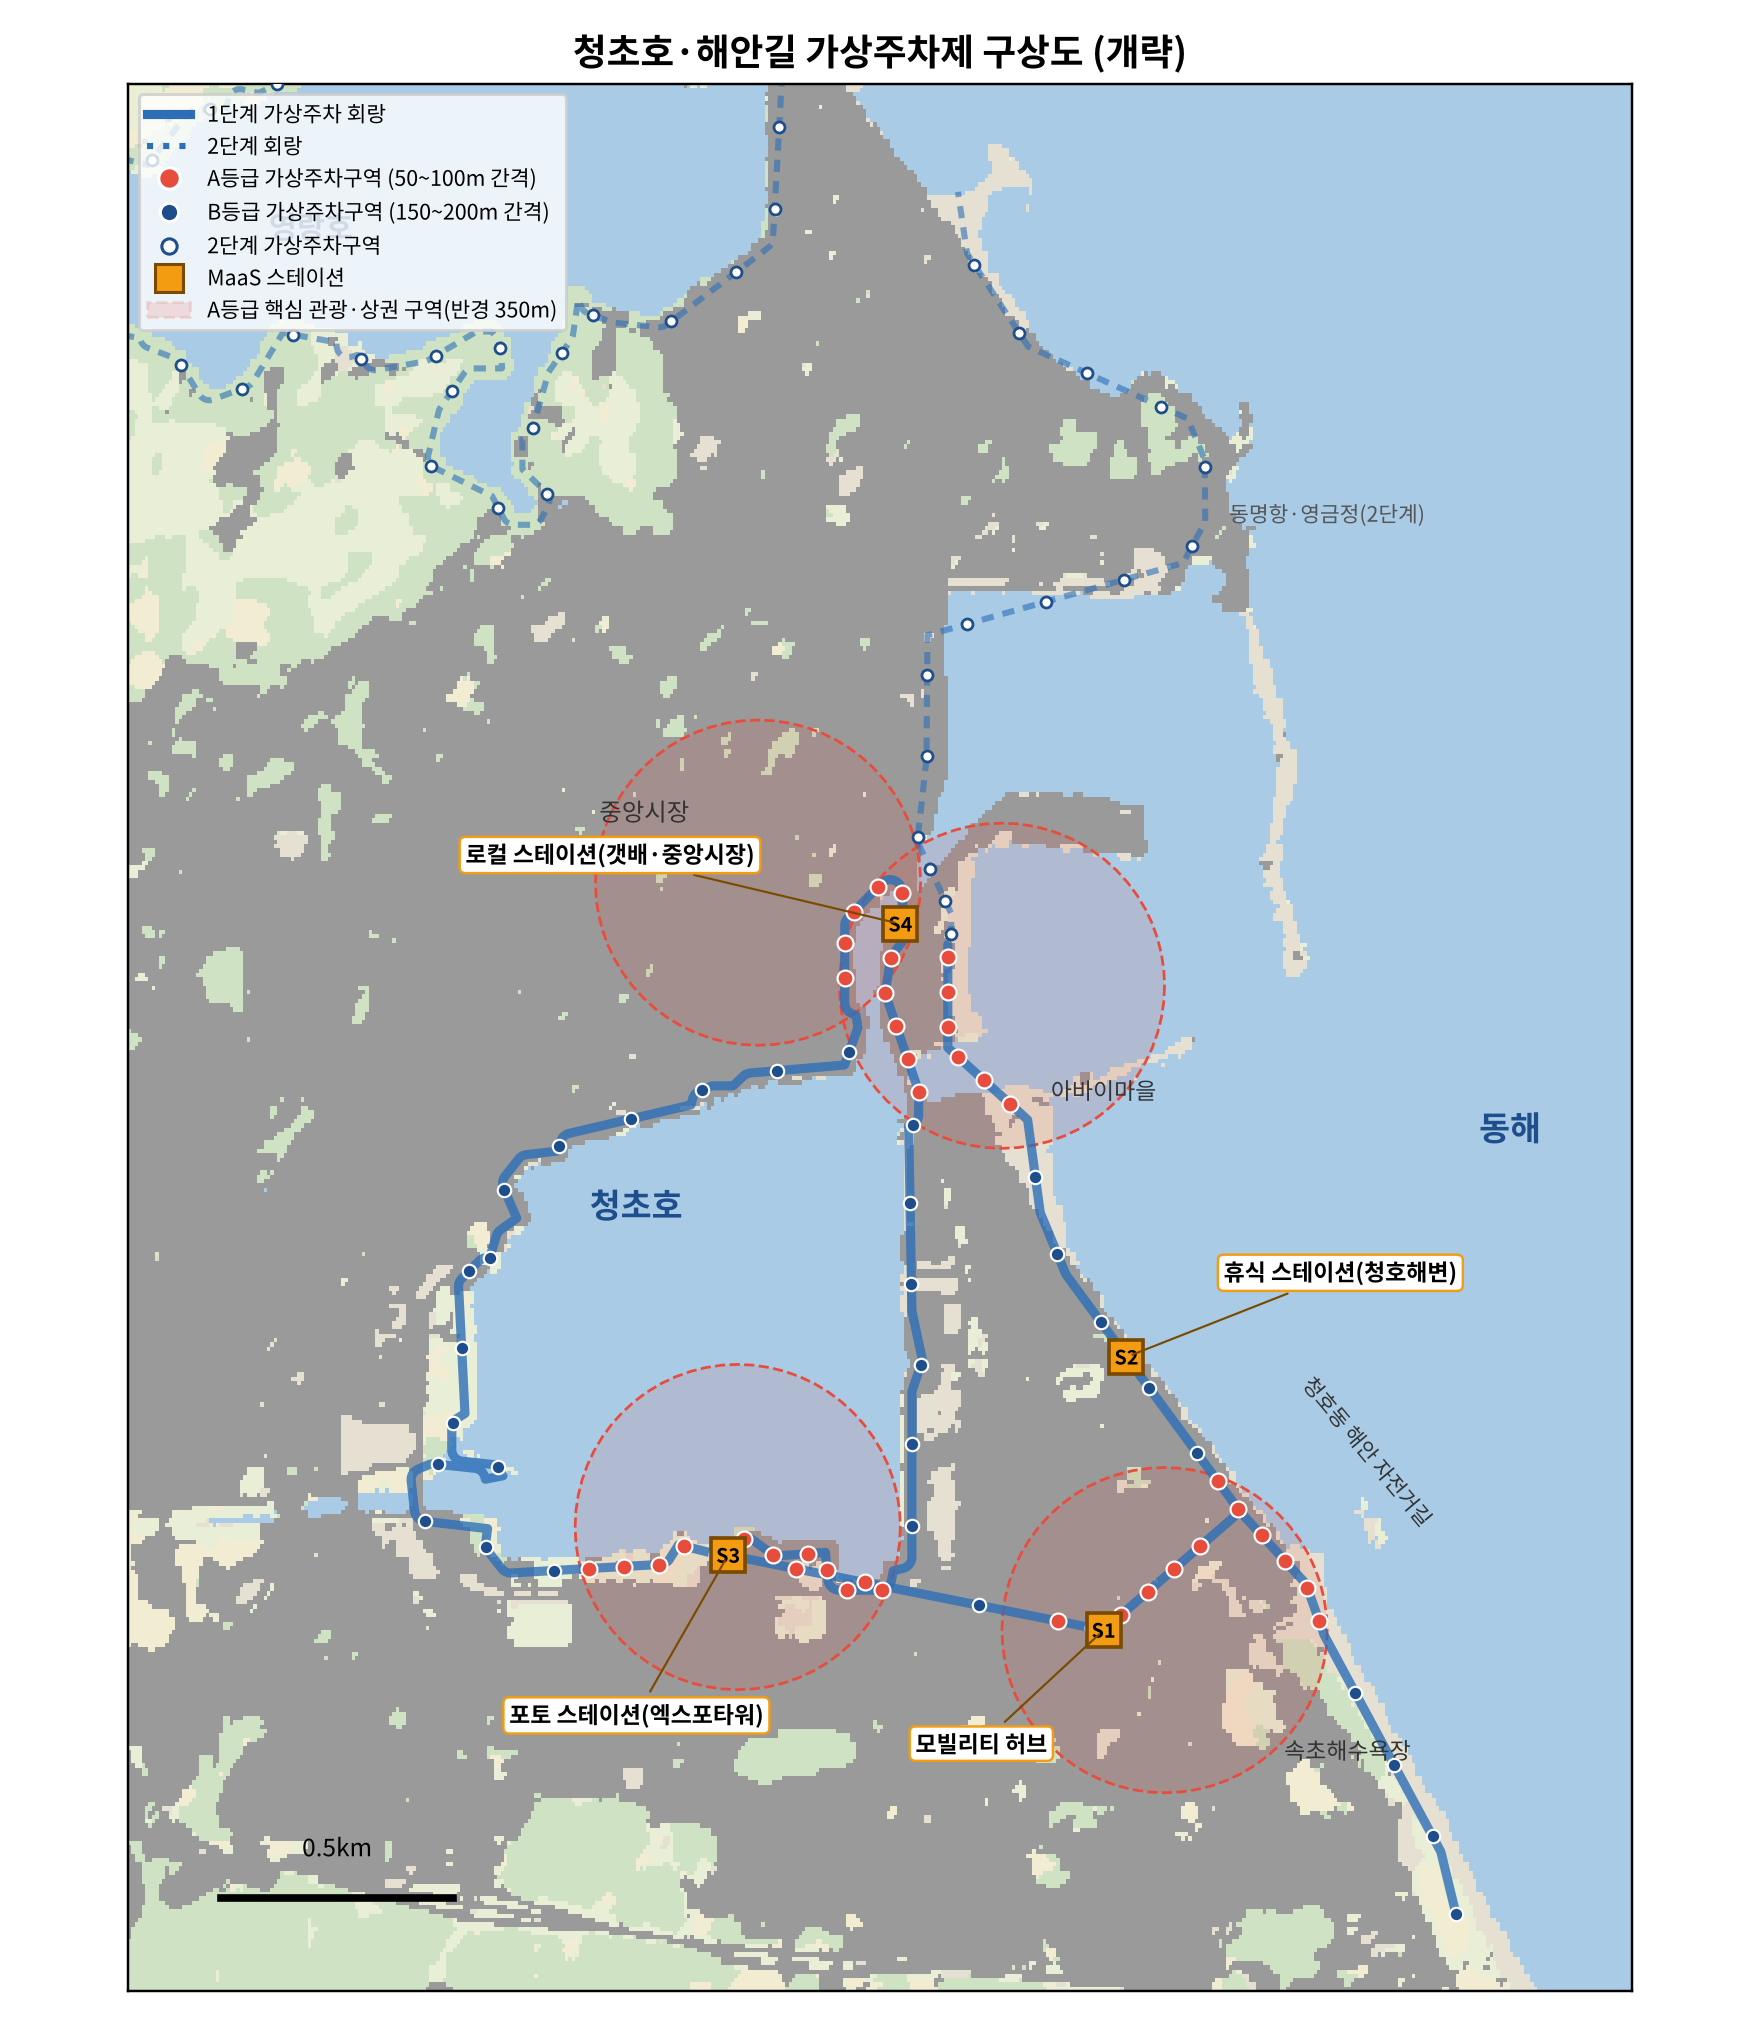 청초호·해안길 가상주차제 구상도 (개략)
1단계 가상주차 회랑
2단계 회랑
A등급 가상주차구역 (50~100m 간격)
B등급 가상주차구역 (150~200m 간격)
영랑호
2단계 가상주차구역
MaaS 스테이션
A등급 핵심 관광·상권 구역(반경 350m)
동명항·영금정(2단계)
중앙시장
로컬 스테이션(갯배·중앙시장)
S4
아바이마을
동해
청초호
휴식 스테이션(청호해변)
S2
청호동 해안 자전거길
S3
S1
포토 스테이션(엑스포타워)
모빌리티 허브
속초해수욕장
0.5km